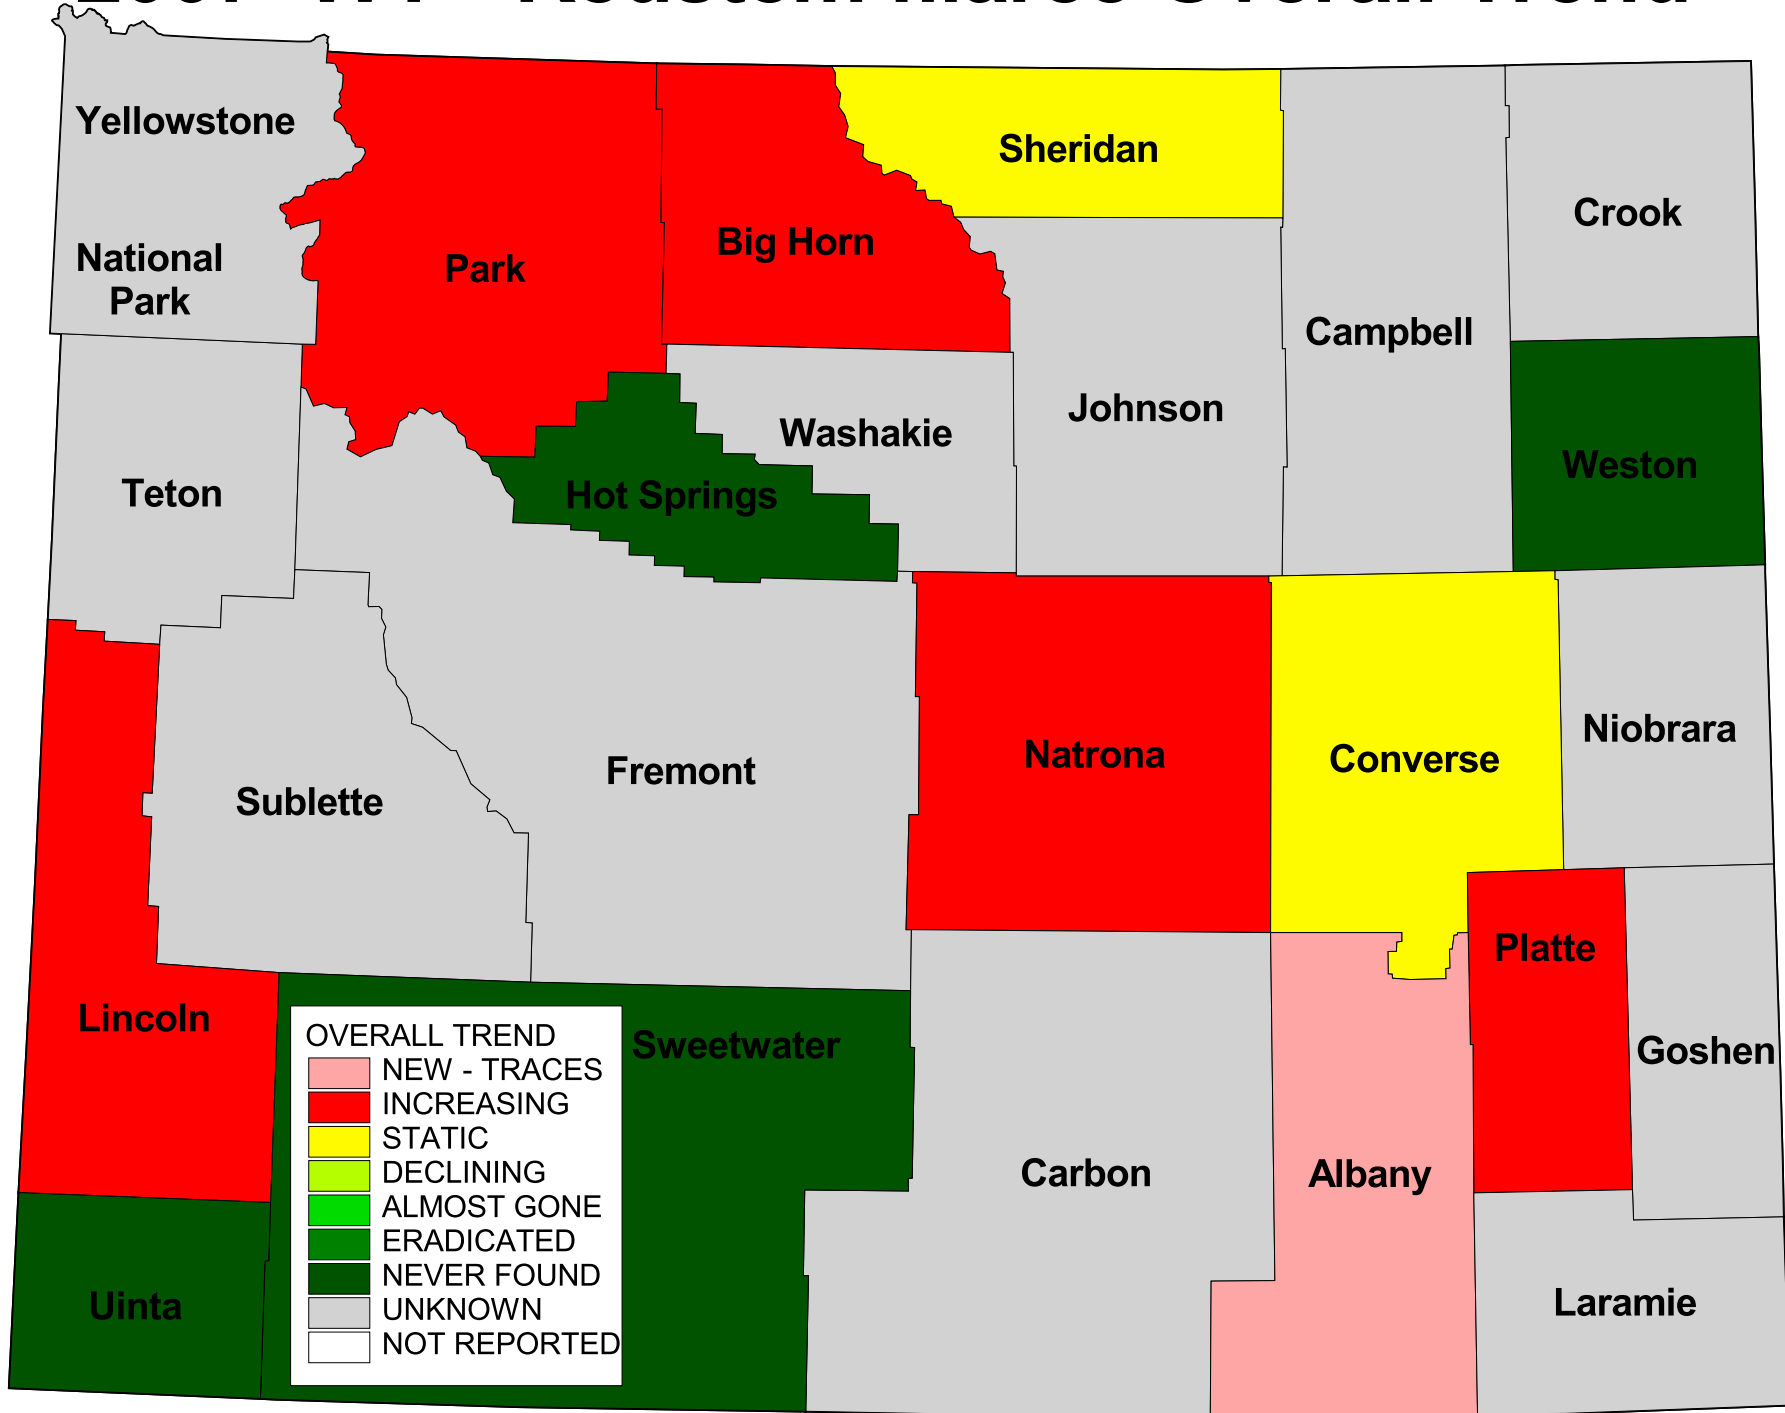 Overall Trend
Yellowstone
Sheridan
Crook
Big Horn
National
Park
Park
Campbell
Johnson
Washakie
Weston
Teton
Hot Springs
Niobrara
Natrona
Converse
Fremont
Sublette
Platte
Lincoln
Sweetwater
Goshen
OVERALL TREND
NEW - TRACES
INCREASING
STATIC
DECLINING
ALMOST GONE
ERADICATED
NEVER FOUND
UNKNOWN
NOT REPORTED
Carbon
Albany
Uinta
Laramie